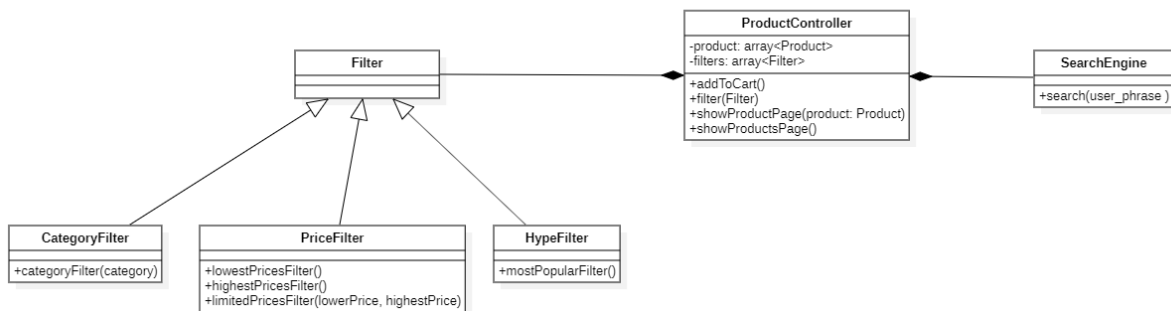 ProductController
-product: array<Product>
-filters: array<Filter>
+addToCart()
+filter(Filter)
+showProductPage(product: Product)
+showProductsPage()
Filter
SearchEngine
+search(user_phrase )
CategoryFilter
+categoryFilter(category)
PriceFilter
+lowestPricesFilter()
+highestPricesFilter()
+limitedPricesFilter(lowerPrice, highestPrice)
HypeFilter
+mostPopularFilter()